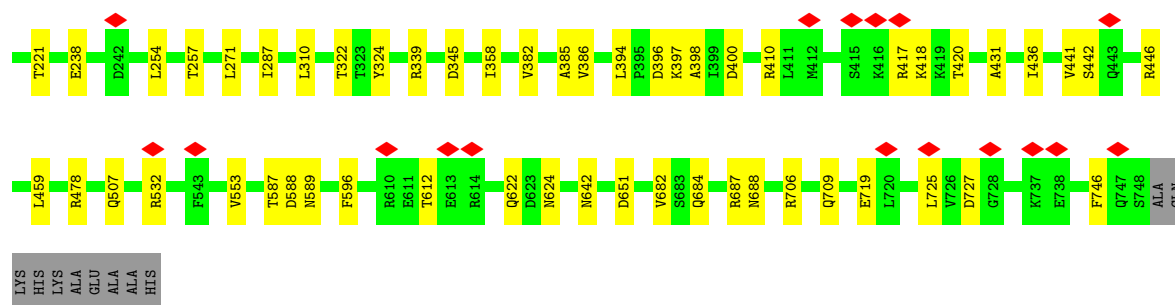 T221 E238 D242 L254 T257 L271 I287 L310 T322 T323 Y324 R339 D345 I358 V382 A385 V386 L394 P395 D396 K397 A398 I399 D400 R410 L411 M412 S415 K416 R417 K418 K419 T420 A431 I436 V441 S442 Q443 R446
L459 R478 Q507 R532 F543 V553 T587 D588 N589 F596 R610 E611 T612 E613 R614 Q622 D623 N624 N642 D651 V682 S683 Q684 R687 N688 R706 Q709 E719 L720 L725 V726 D727 G728 K737 E738 F746 Q747 S748 ALA GLN
LYS HIS LYS ALA GLU ALA ALA HIS